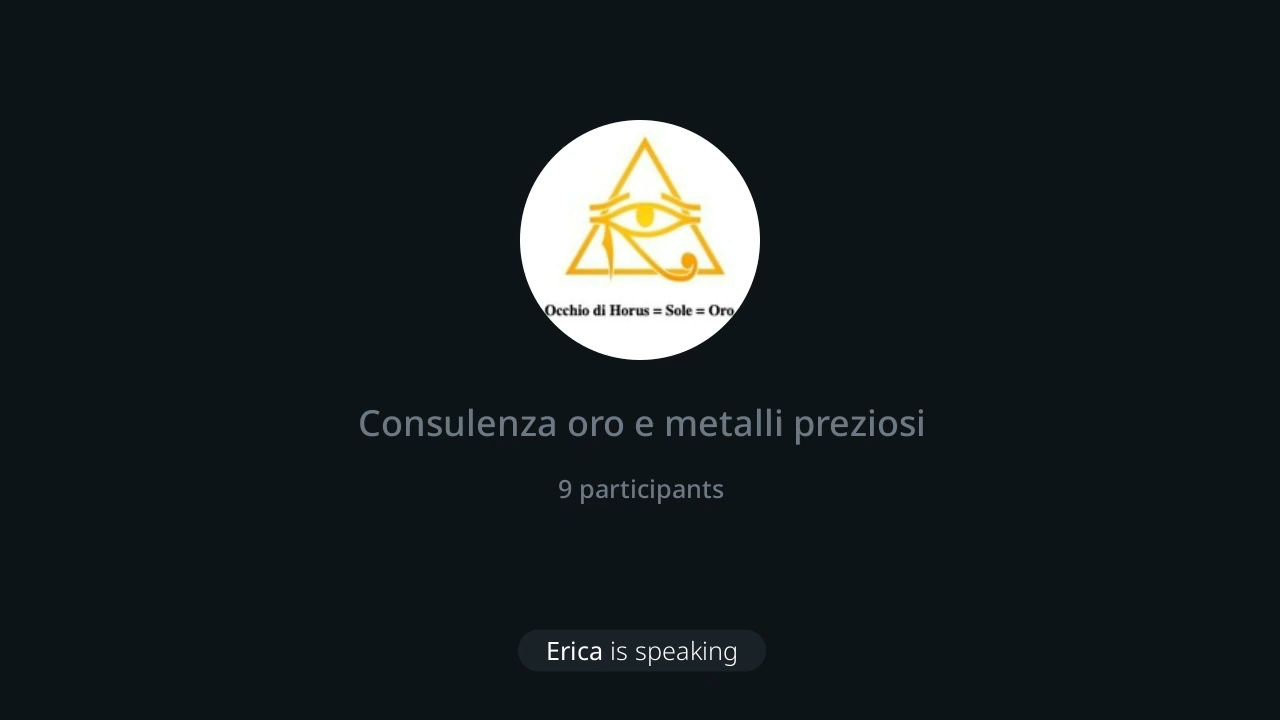 Occhio di Horus = Sole = Oro
Consulenza oro e metalli preziosi
9 participants
Erica is speaking